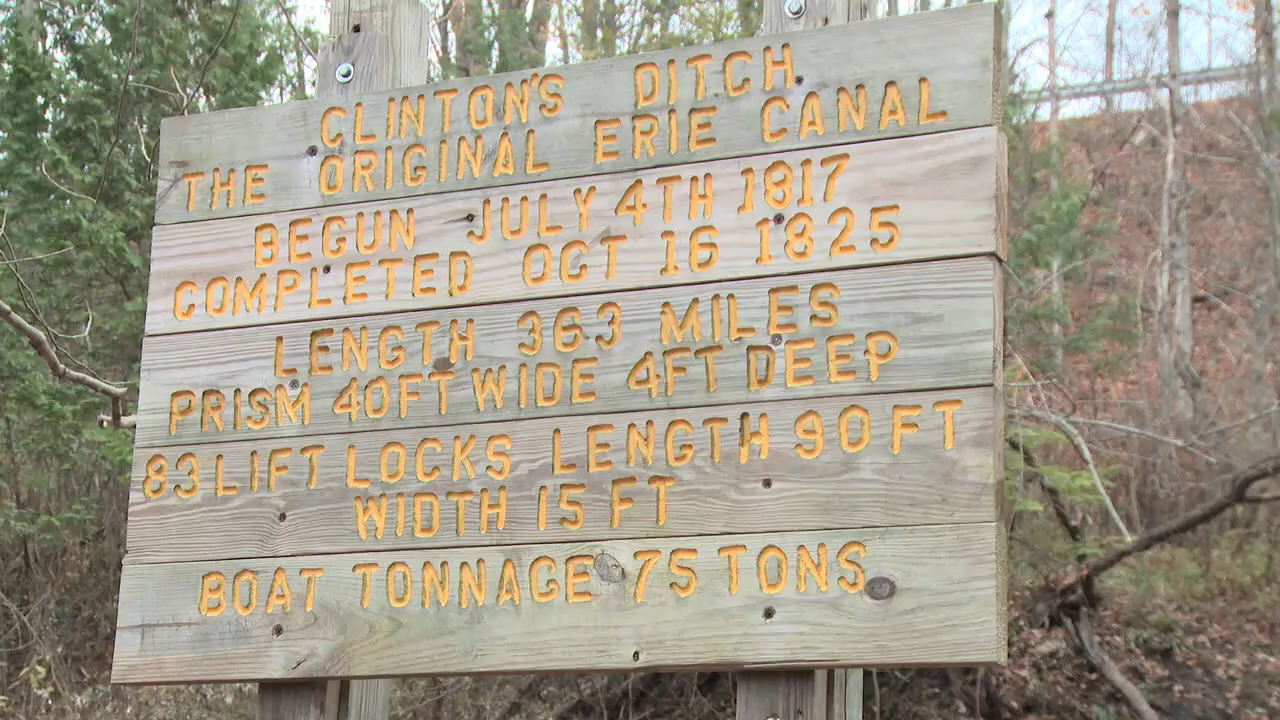 CLINTON'S DITCH
THE ORIGINAL ERIE CANAL
BEGUN JULY 4TH 1817
COMPLETED OCT 16 1825
LENGTH 363 MILES
PRISM 40FT WIDE 4FT DEEP
83 LIFT LOCKS LENGTH 90 FT
WIDTH 15 FT
BOAT TONNAGE 75 TONS